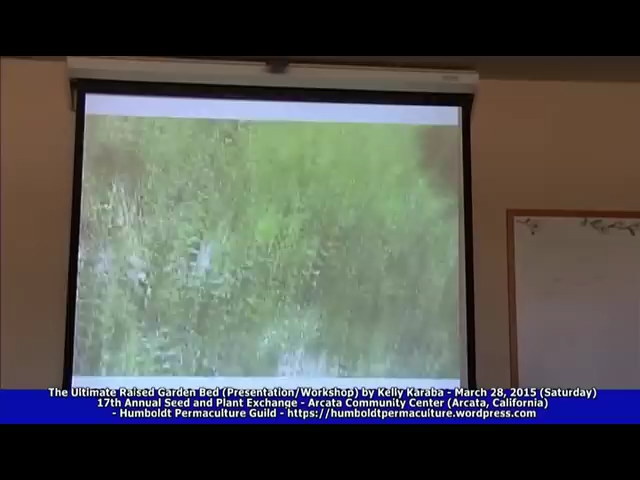 The Ultimate Raised Garden Bed (Presentation/Workshop) by Kelly Karaba - March 28, 2015 (Saturday)
17th Annual Seed and Plant Exchange - Arcata Community Center (Arcata, California)
- Humboldt Permaculture Guild - https://humboldtpermaculture.wordpress.com